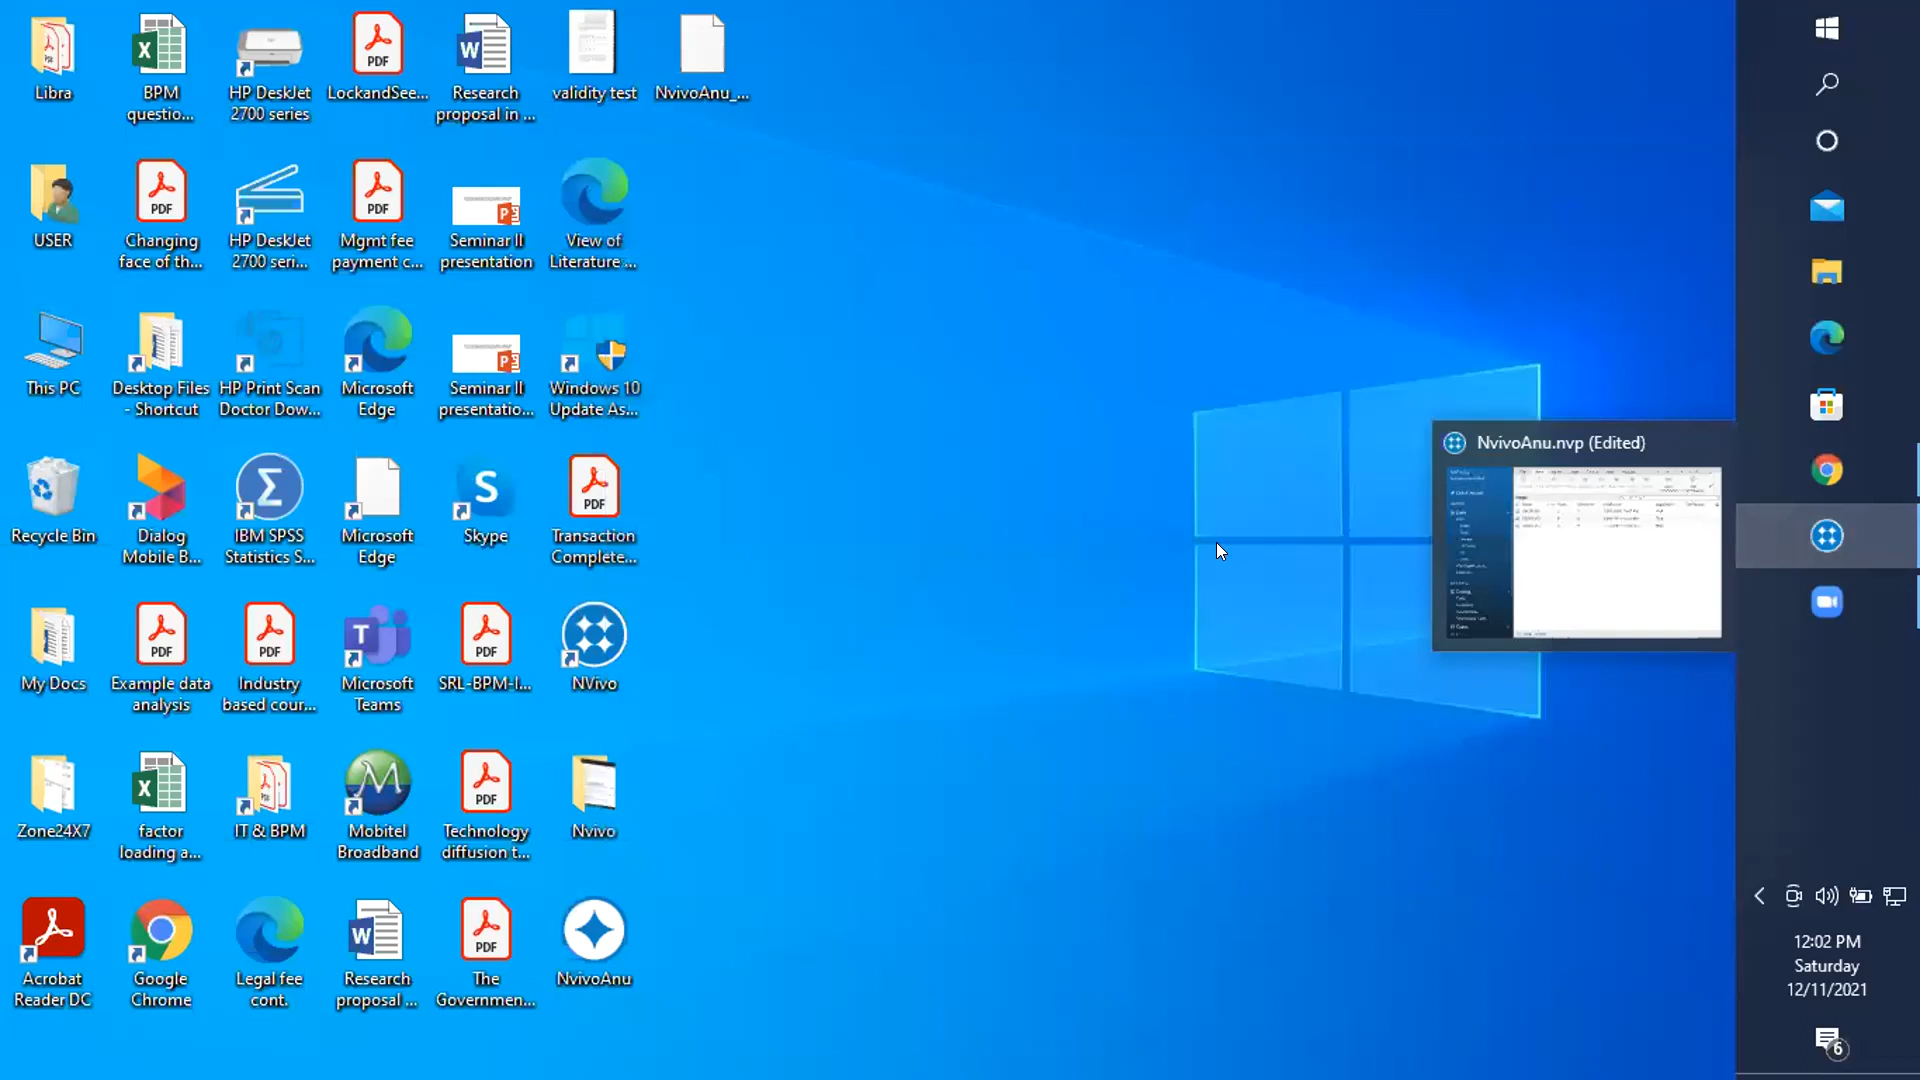 Libra
BPM
questio...
HP DeskJet
2700 series
LockandSee...
Research
proposal in ...
validity test
NvivoAnu_...
USER
Changing
face of th...
HP DeskJet
2700 seri...
Mgmt fee
payment c...
Seminar II
presentation
View of
Literature ...
This PC
Desktop Files
- Shortcut
HP Print Scan
Doctor Dow...
Microsoft
Edge
Seminar II
presentatio...
Windows 10
Update As...
Recycle Bin
Dialog
Mobile B...
IBM SPSS
Statistics S...
Microsoft
Edge
Skype
Transaction
Complete...
My Docs
Example data
analysis
Industry
based cour...
Microsoft
Teams
SRL-BPM-I...
NVivo
Zone24X7
factor
loading a...
IT & BPM
Mobitel
Broadband
Technology
diffusion t...
Nvivo
Acrobat
Reader DC
Google
Chrome
Legal fee
cont.
Research
proposal ...
The
Governmen...
NvivoAnu
NvivoAnu.nvp (Edited)
12:02 PM
Saturday
12/11/2021
6